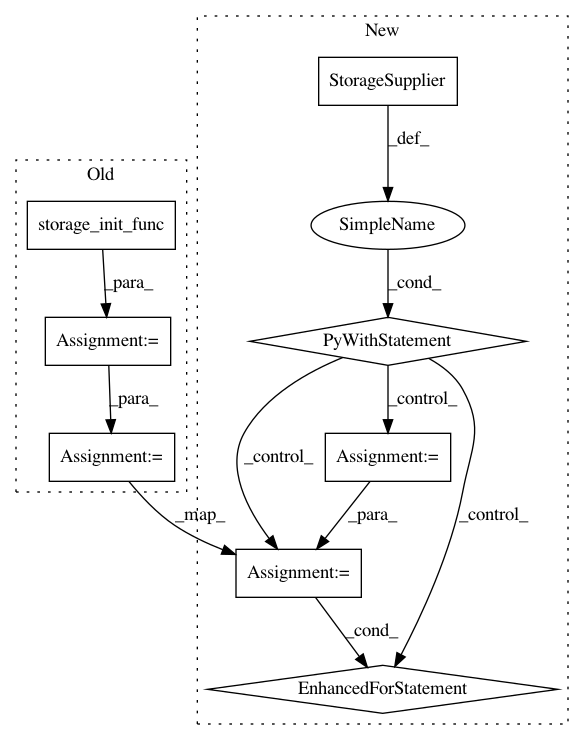 New
StorageSupplier
_def_
Old
storage_init_func
SimpleName
_para_
_cond_
Assignment:=
PyWithStatement
_para_
_control_
Assignment:=
Assignment:=
_control_
_map_
_para_
_control_
Assignment:=
_cond_
EnhancedForStatement